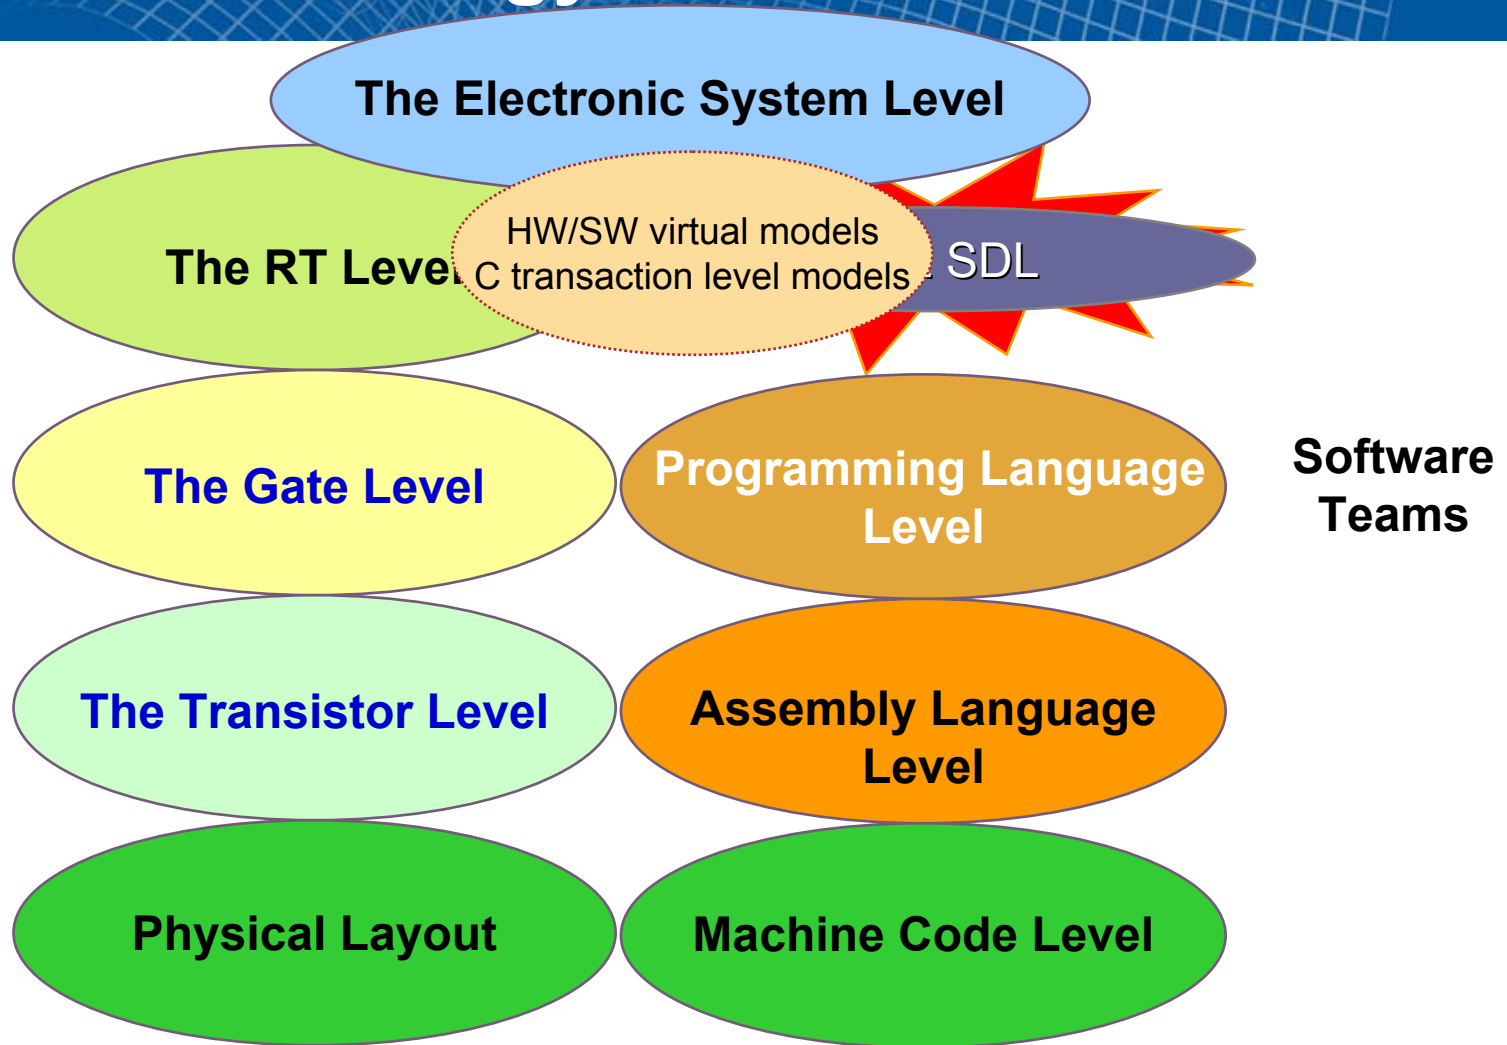 The Electronic System Level
The RT Level
HW/SW virtual models
C transaction level models
SDL
The Gate Level
Programming Language
Level
Software
Teams
The Transistor Level
Assembly Language
Level
Physical Layout
Machine Code Level